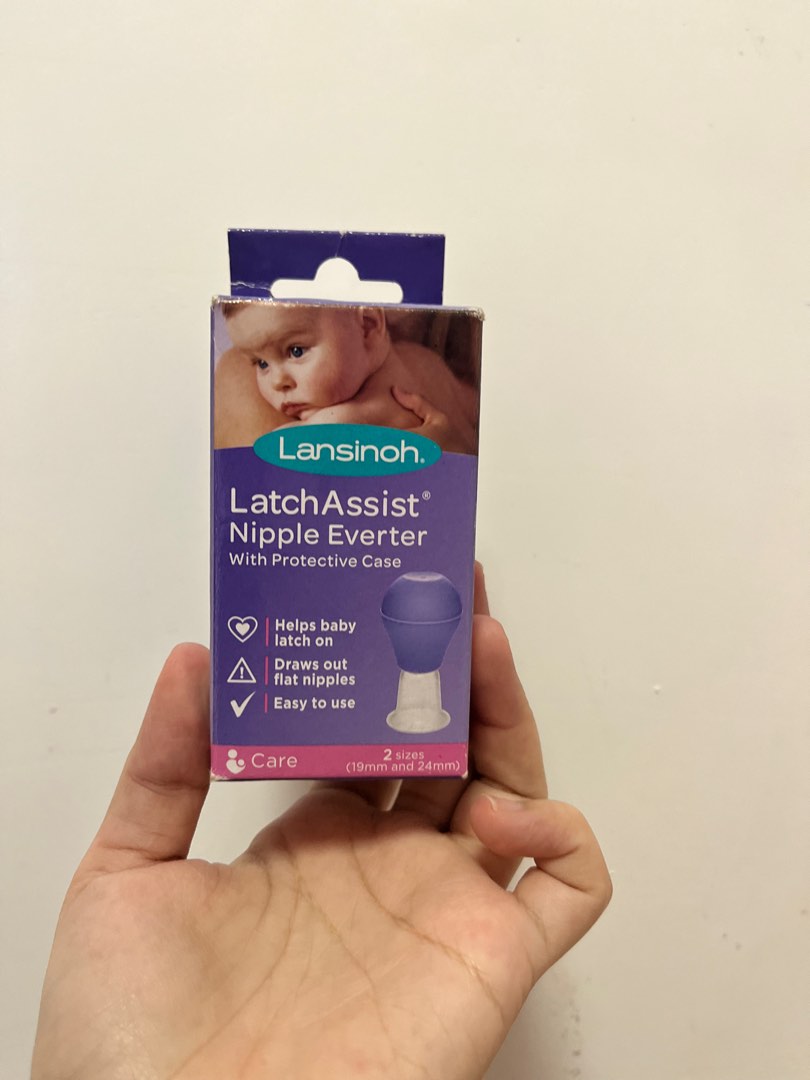 Lansinoh®
LatchAssist®
Nipple Everter
With Protective Case
Helps baby
latch on
Draws out
flat nipples
Easy to use
Care
2 sizes
(19mm and 24mm)